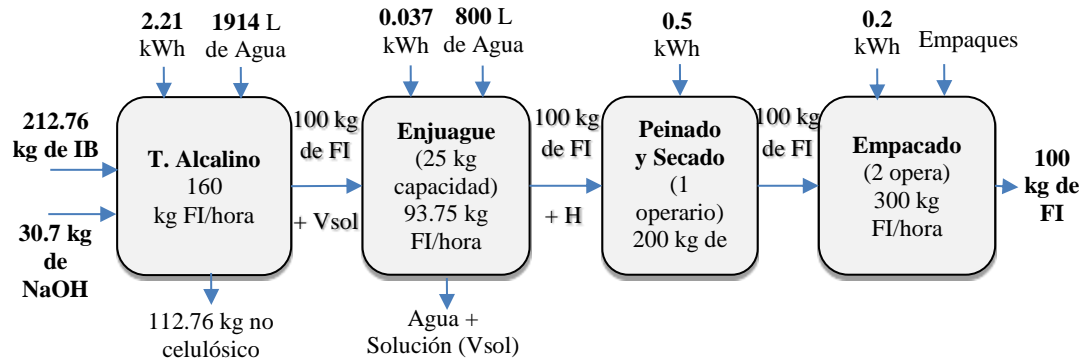 2.21
kWh
1914 L
de Agua
0.037
kWh
800 L
de Agua
0.5
kWh
0.2
kWh
Empaques
212.76
kg de IB
30.7 kg
de
NaOH
T. Alcalino
160
kg FI/hora
100 kg
de FI
+ Vsol
Enjuague
(25 kg
capacidad)
93.75 kg
FI/hora
100 kg
de FI
+ H
Peinado
y Secado
(1
operario)
200 kg de
100 kg
de FI
Empacado
(2 opera)
300 kg
FI/hora
100
kg de
FI
112.76 kg no
celulósico
Agua +
Solución (Vsol)